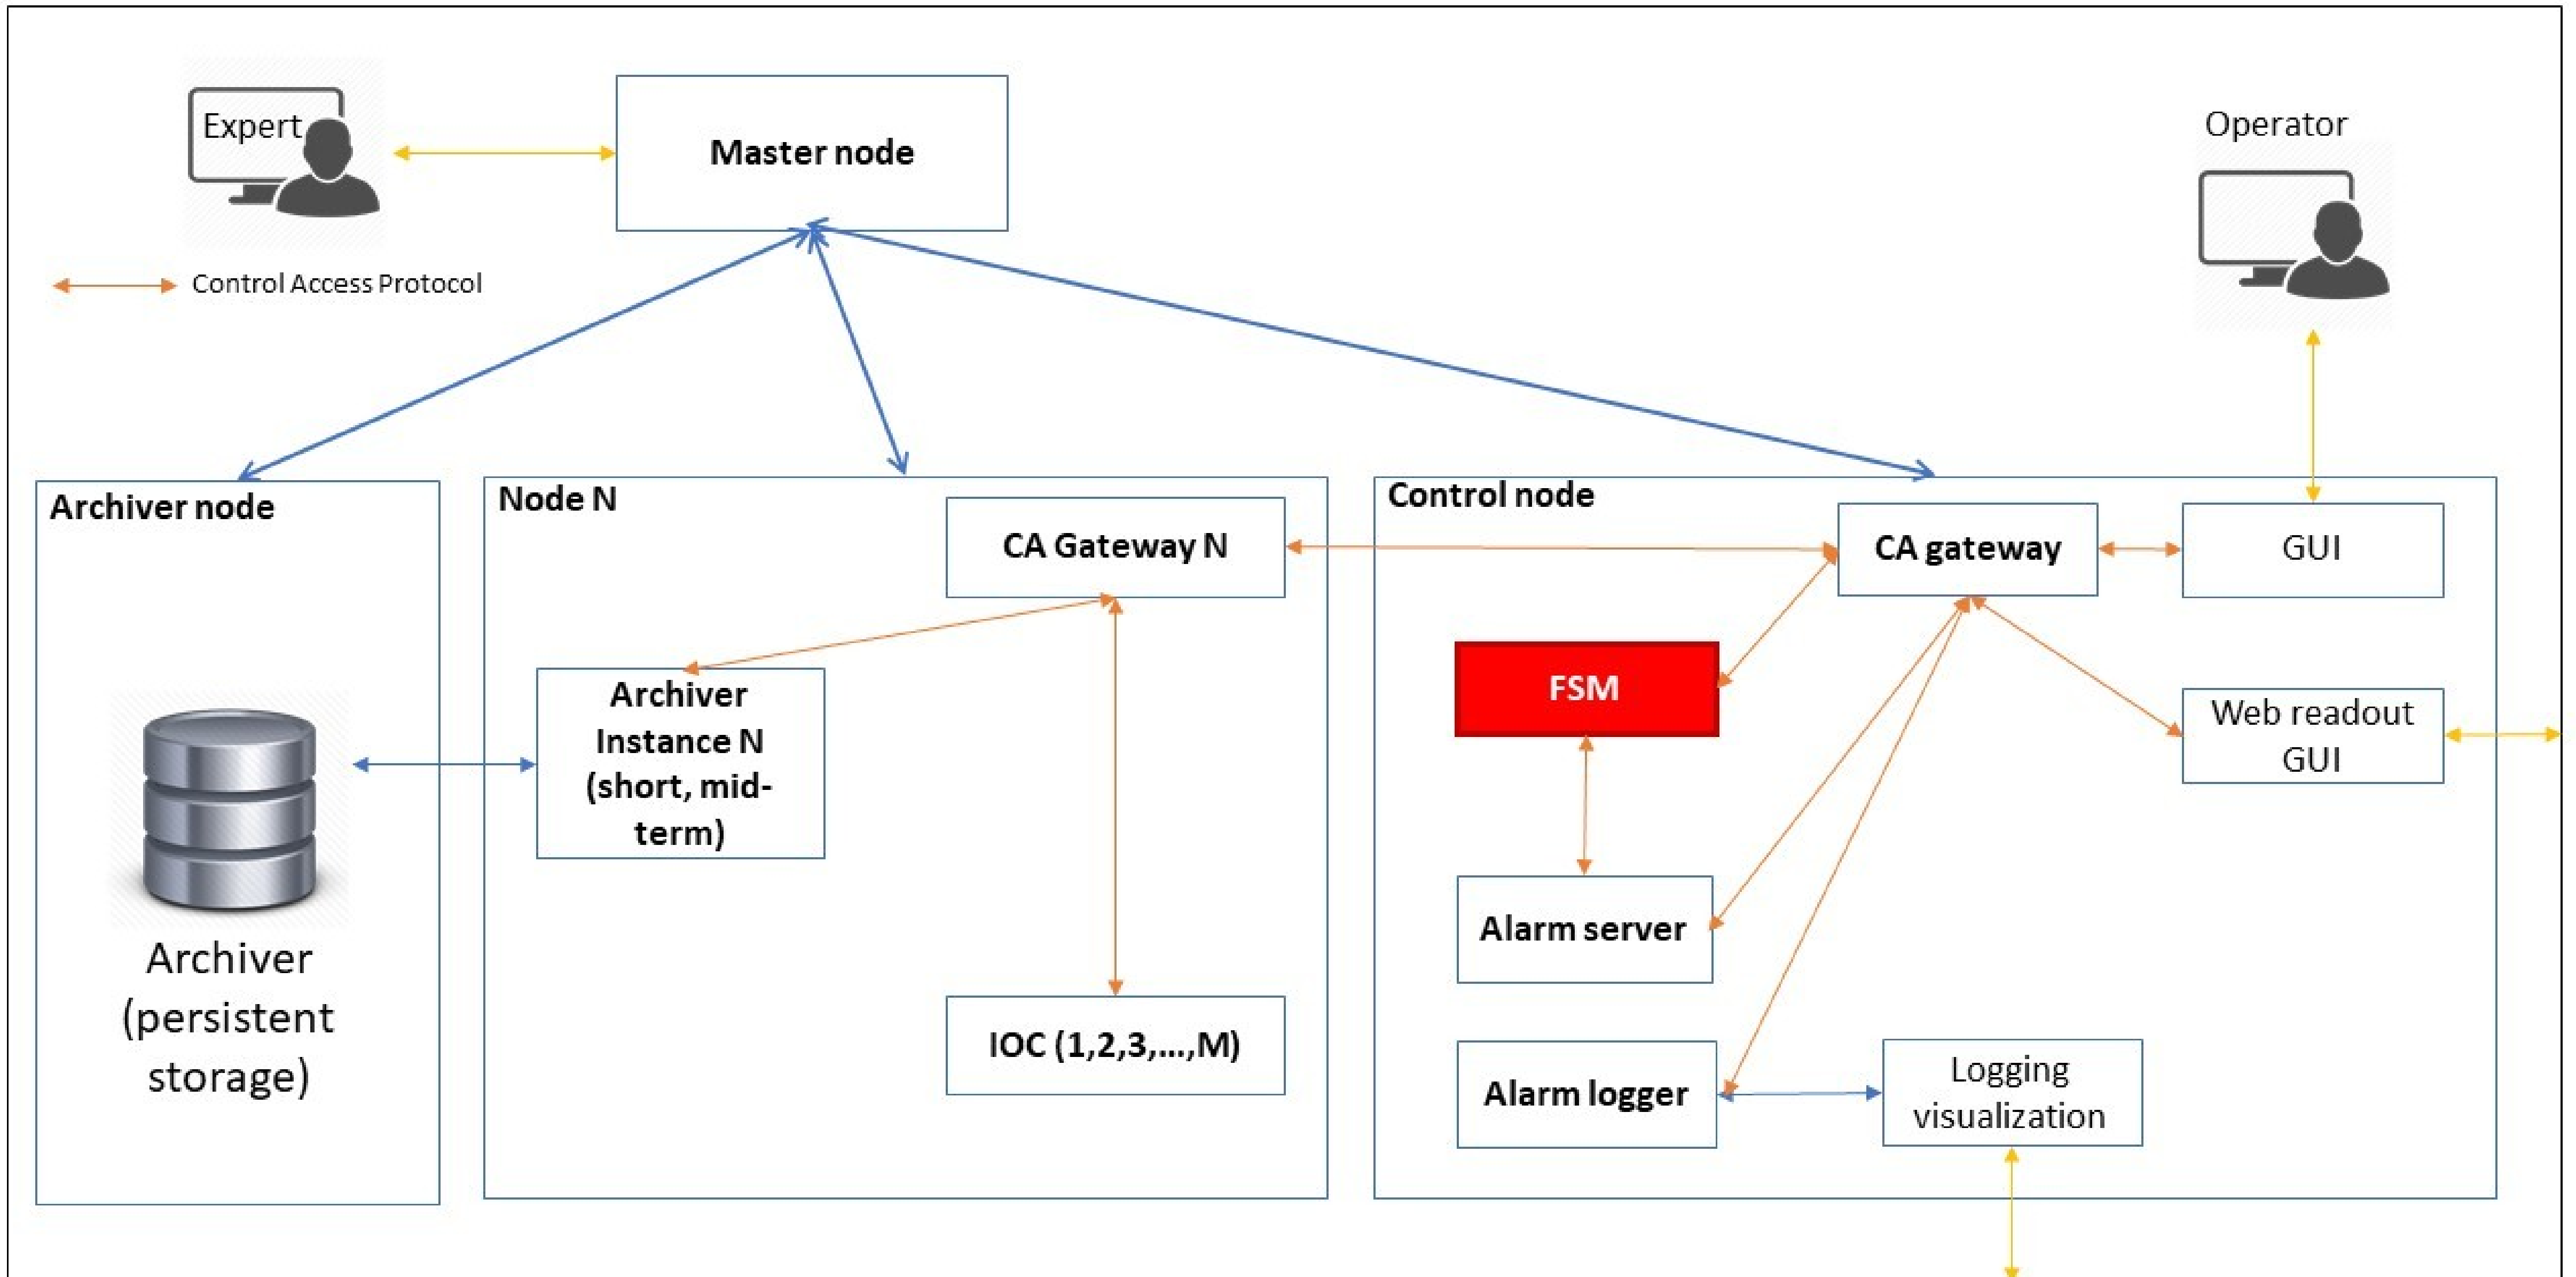 Expert
Master node
Operator
Control Access Protocol
Archiver node
Archiver
(persistent
storage)
Node N
CA Gateway N
Archiver
Instance N
(short, mid-
term)
IOC (1,2,3,...,M)
Control node
CA gateway
GUI
FSM
Web readout
GUI
Alarm server
Alarm logger
Logging
visualization